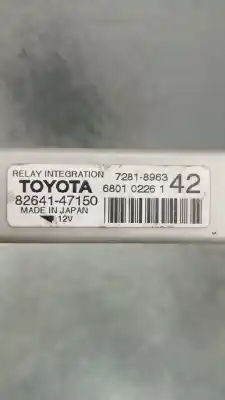 RELAY INTEGRATION 7281-8963
TOYOTA 6801 0226 1 42
82641-47150
MADE IN JAPAN
12V